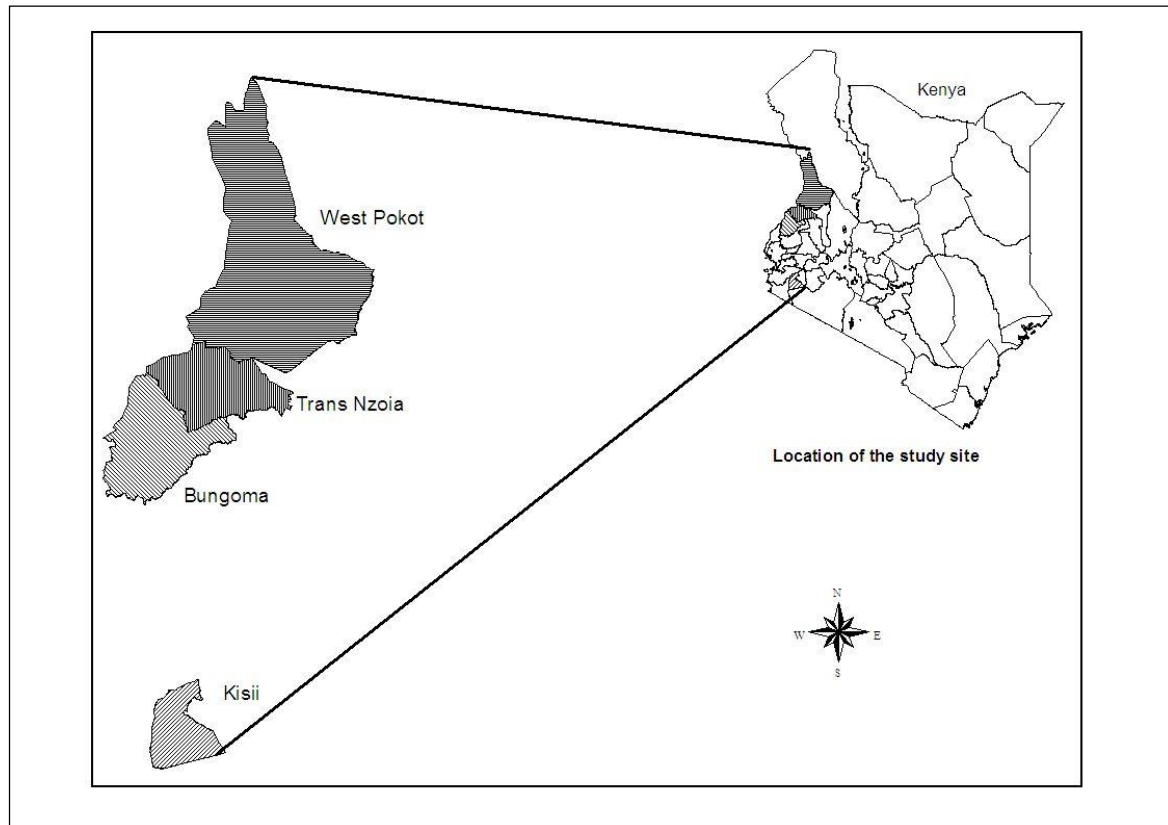 Kenya
West Pokot
Trans Nzoia
Location of the study site
Bungoma
N
W
E
S
Kisii